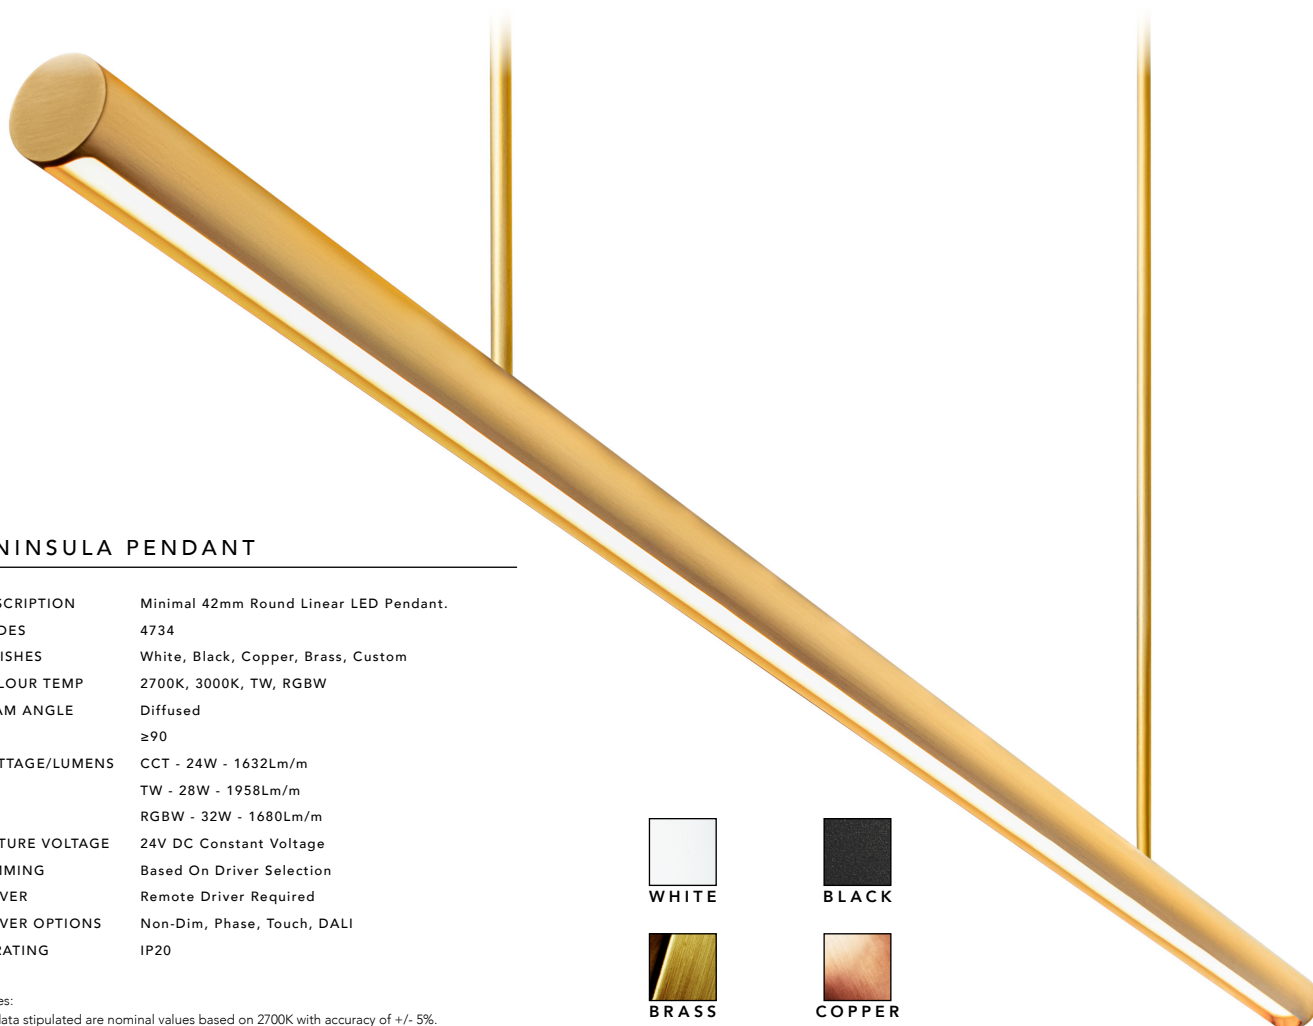 NINSULA PENDANT
SCRIPTION Minimal 42mm Round Linear LED Pendant.
DES 4734
ISHES White, Black, Copper, Brass, Custom
LOUR TEMP 2700K, 3000K, TW, RGBW
AM ANGLE Diffused
≥90
TTAGE/LUMENS CCT - 24W - 1632Lm/m
TW - 28W - 1958Lm/m
RGBW - 32W - 1680Lm/m
TURE VOLTAGE 24V DC Constant Voltage
MING Based On Driver Selection
VER Remote Driver Required
VER OPTIONS Non-Dim, Phase, Touch, DALI
RATING IP20
es:
data stipulated are nominal values based on 2700K with accuracy of +/- 5%.
WHITE BLACK
BRASS COPPER